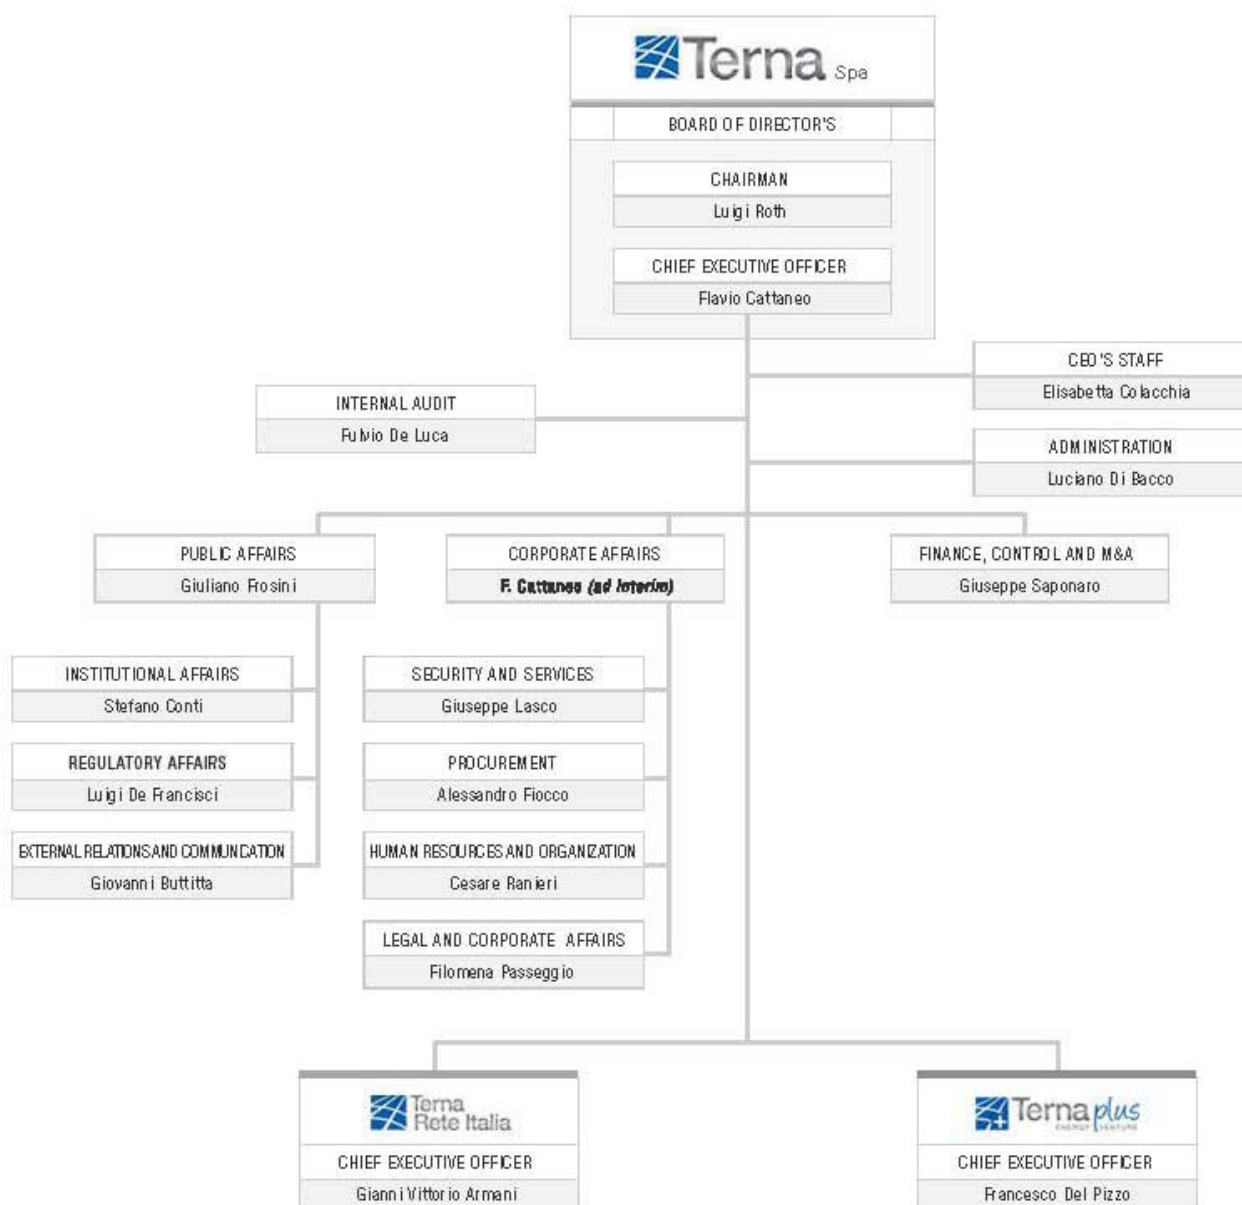 Terna Spa
BOARD OF DIRECTOR'S
CHAIRMAN
Luigi Roth
CHIEF EXECUTIVE OFFICER
Flavio Cattaneo
CEO'S STAFF
Elisabetta Colacchia
INTERNAL AUDIT
Fulvio De Luca
ADMINISTRATION
Luciano Di Bacco
PUBLIC AFFAIRS
Giuliano Frosini
CORPORATE AFFAIRS
F. Cattaneo (ad interim)
FINANCE, CONTROL AND M&A
Giuseppe Saponaro
INSTITUTIONAL AFFAIRS
Stefano Conti
REGULATORY AFFAIRS
Luigi De Francisci
EXTERNAL RELATIONS AND COMMUNICATION
Giovanni Buttitta
SECURITY AND SERVICES
Giuseppe Lasco
PROCUREMENT
Alessandro Fiocco
HUMAN RESOURCES AND ORGANIZATION
Cesare Ranieri
LEGAL AND CORPORATE AFFAIRS
Filomena Passeggio
Terna
Rete Italia
CHIEF EXECUTIVE OFFICER
Gianni Vittorio Armani
Terna plus
ENERGY VENTURE
CHIEF EXECUTIVE OFFICER
Francesco Del Pizzo